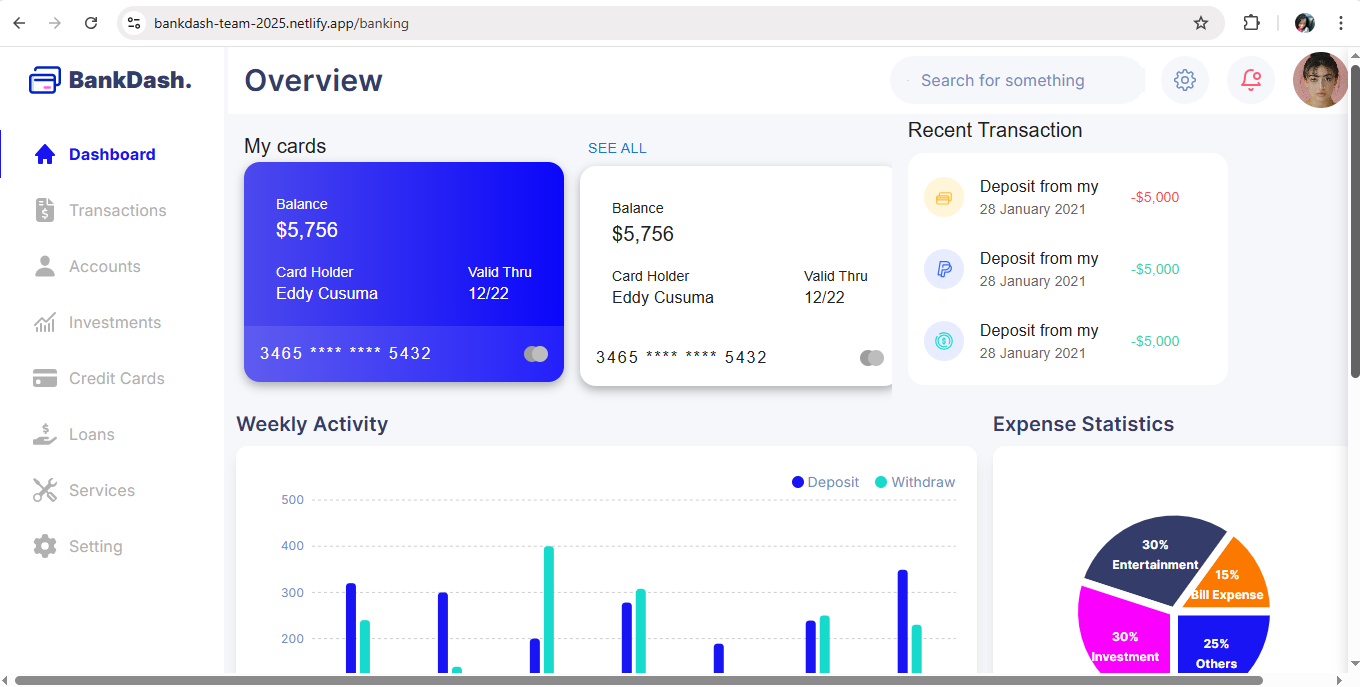 bankdash-team-2025.netlify.app/banking
BankDash.
Overview
Search for something
Dashboard
Transactions
Accounts
Investments
Credit Cards
Loans
Services
Setting
My cards
SEE ALL
Balance
$5,756
Card Holder
Valid Thru
Eddy Cusuma
12/22
3465 **** **** 5432
Balance
$5,756
Card Holder
Valid Thru
Eddy Cusuma
12/22
3465 **** **** 5432
Recent Transaction
Deposit from my
28 January 2021
-$5,000
Deposit from my
28 January 2021
-$5,000
Deposit from my
28 January 2021
-$5,000
Weekly Activity
Deposit
Withdraw
500
400
300
200
Expense Statistics
30%
Entertainment
15%
Bill Expense
30%
Investment
25%
Others